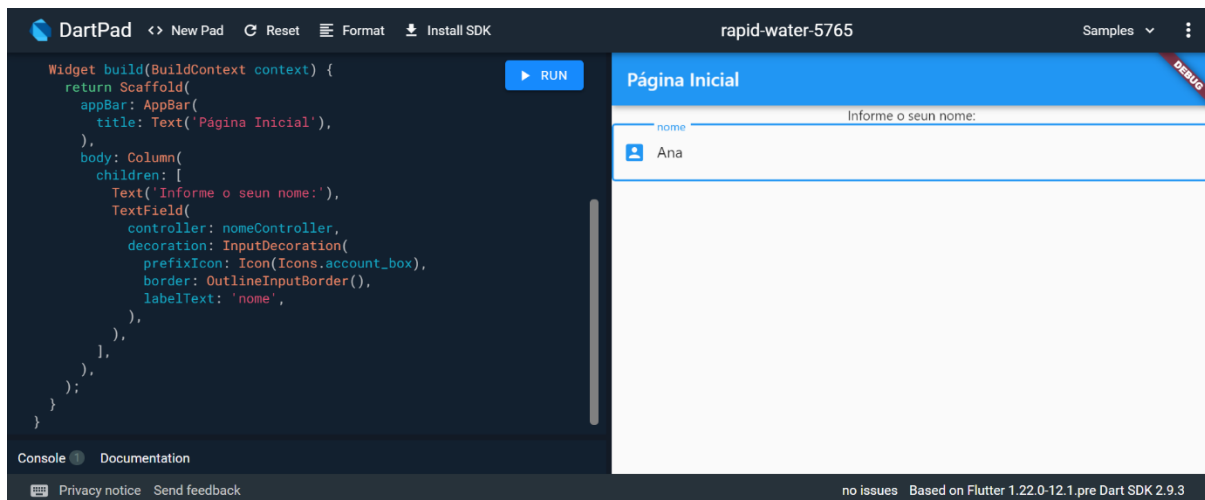 DartPad <> New Pad Reset Format Install SDK rapid-water-5765 Samples
Widget build(BuildContext context) {
return Scaffold(
appBar: AppBar(
title: Text('Página Inicial'),
),
body: Column(
children: [
Text('Informe o seun nome:'),
TextField(
controller: nomeController,
decoration: InputDecoration(
prefixIcon: Icon(Icons.account_box),
border: OutlineInputBorder(),
labelText: 'nome',
),
),
],
),
);
}
}
RUN
Console 1 Documentation
Página Inicial
DEBUG
Informe o seun nome:
nome
Ana
Privacy notice Send feedback no issues Based on Flutter 1.22.0-12.1.pre Dart SDK 2.9.3